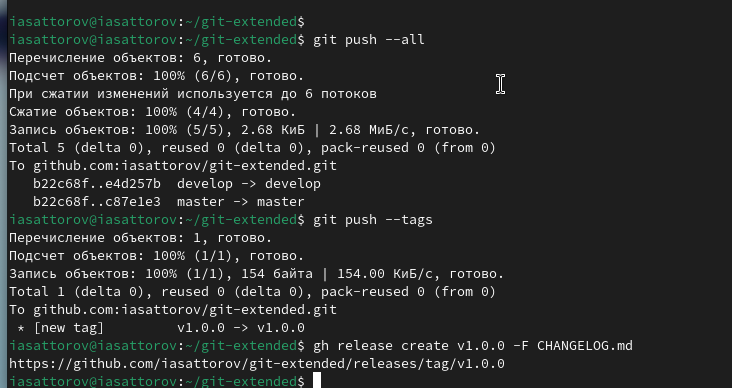 iasattorov@iasattorov:~/git-extended$
iasattorov@iasattorov:~/git-extended$ git push --all
Перечисление объектов: 6, готово.
Подсчет объектов: 100% (6/6), готово.
При сжатии изменений используется до 6 потоков
Сжатие объектов: 100% (4/4), готово.
Запись объектов: 100% (5/5), 2.68 КиБ | 2.68 МиБ/с, готово.
Total 5 (delta 0), reused 0 (delta 0), pack-reused 0 (from 0)
To github.com:iasattorov/git-extended.git
   b22c68f..e4d257b  develop -> develop
   b22c68f..c87e1e3  master -> master
iasattorov@iasattorov:~/git-extended$ git push --tags
Перечисление объектов: 1, готово.
Подсчет объектов: 100% (1/1), готово.
Запись объектов: 100% (1/1), 154 байта | 154.00 КиБ/с, готово.
Total 1 (delta 0), reused 0 (delta 0), pack-reused 0 (from 0)
To github.com:iasattorov/git-extended.git
 * [new tag]         v1.0.0 -> v1.0.0
iasattorov@iasattorov:~/git-extended$ gh release create v1.0.0 -F CHANGELOG.md
https://github.com/iasattorov/git-extended/releases/tag/v1.0.0
iasattorov@iasattorov:~/git-extended$